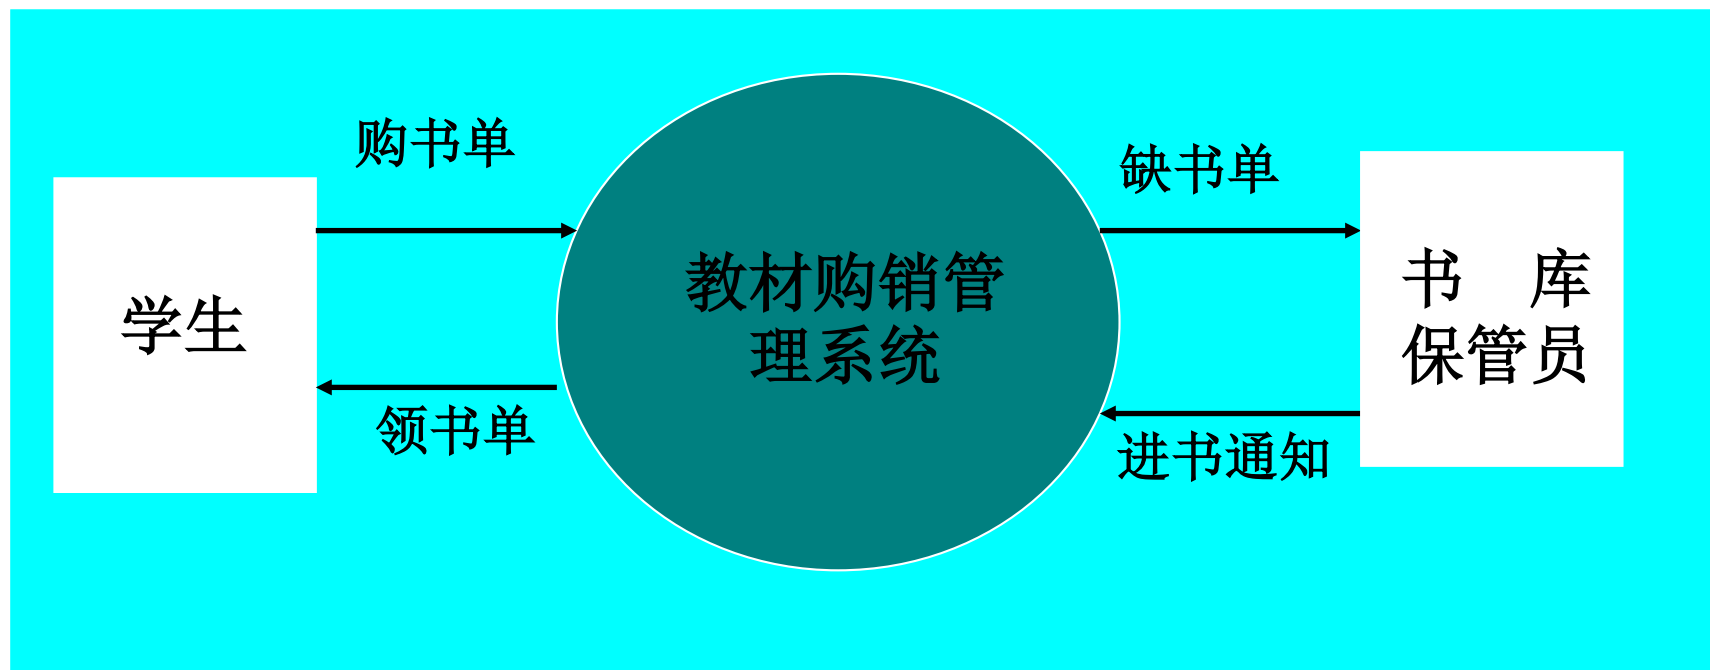 购书单
缺书单
学生
教材购销管
理系统
书 库
保管员
领书单
进书通知